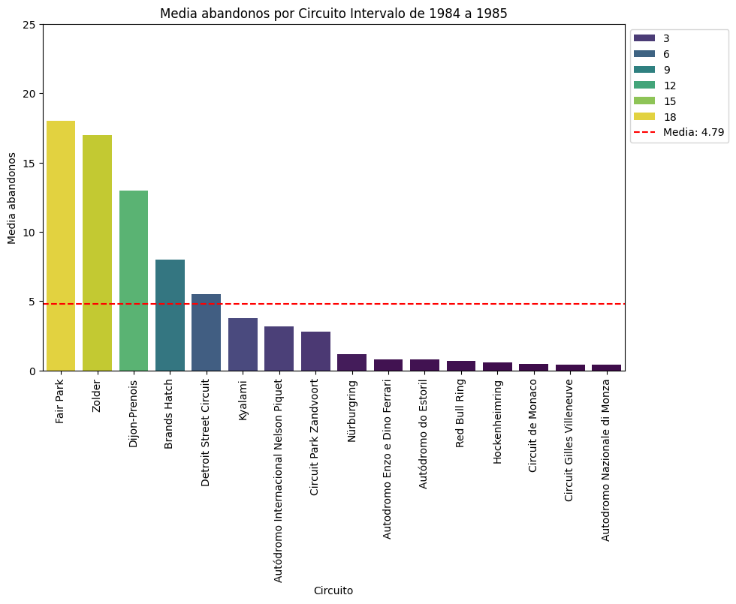 Media abandonos por Circuito Intervalo de 1984 a 1985
25
20
15
10
5
0
Media abandonos
3
6
9
12
15
18
Media: 4.79
Fair Park
Zolder
Dijon-Prenois
Brands Hatch
Detroit Street Circuit
Kyalami
Autódromo Internacional Nelson Piquet
Circuit Park Zandvoort
Nürburgring
Autodromo Enzo e Dino Ferrari
Autódromo do Estoril
Red Bull Ring
Hockenheimring
Circuit de Monaco
Circuit Gilles Villeneuve
Autodromo Nazionale di Monza
Circuito